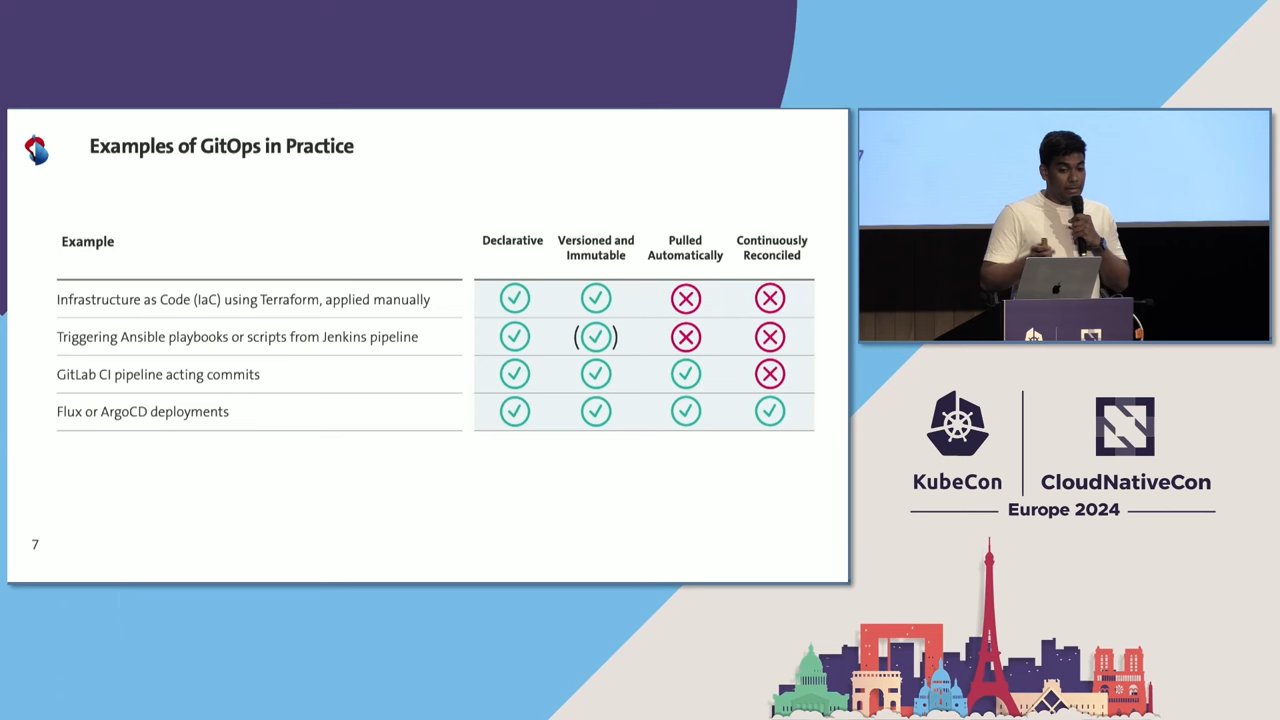 Examples of GitOps in Practice
Example
Declarative
Versioned and
Immutable
Pulled
Automatically
Continuously
Reconciled
Infrastructure as Code (IaC) using Terraform, applied manually
Triggering Ansible playbooks or scripts from Jenkins pipeline
( )
GitLab CI pipeline acting commits
Flux or ArgoCD deployments
7
7
KubeCon
CloudNativeCon
Europe 2024